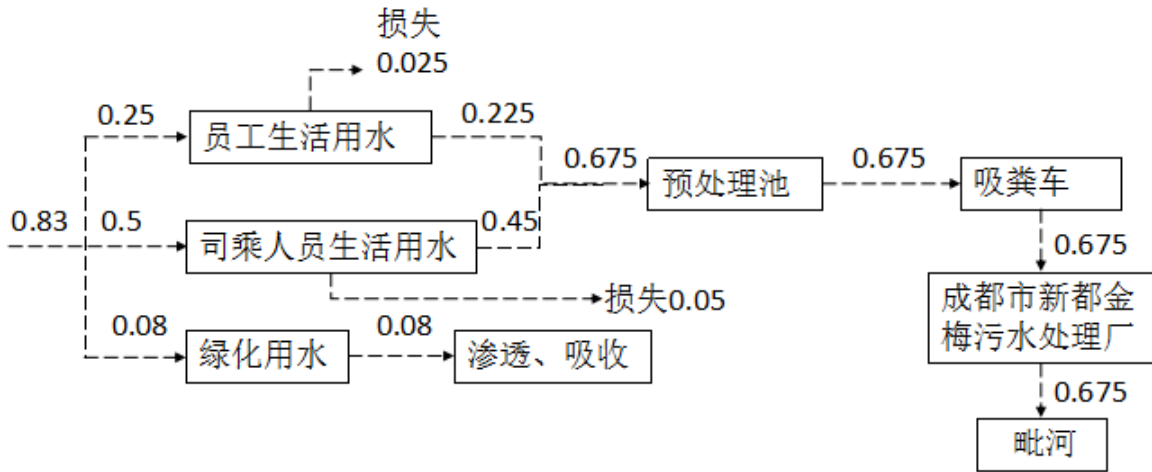 损失
0.025
0.25
员工生活用水
0.225
0.675
预处理池
0.675
吸粪车
0.83
0.5
司乘人员生活用水
0.45
0.675
损失0.05
成都市新都金
梅污水处理厂
0.08
绿化用水
0.08
渗透、吸收
0.675
毗河